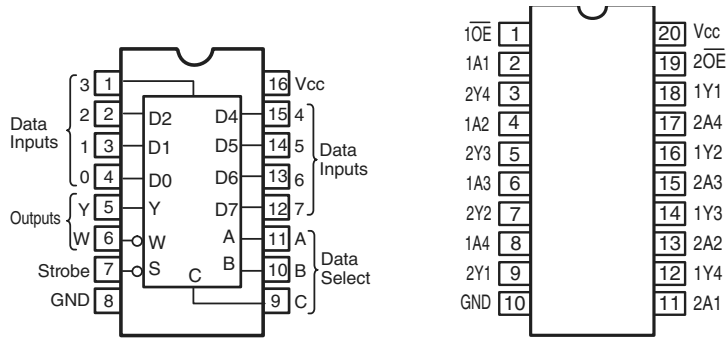 3 1 16 Vcc
2 2 D2 D4 15 4
1 3 D1 D5 14 5
0 4 D0 D6 13 6
Y 5 Y D7 12 7
W 6 W A 11 A
Strobe 7 S B 10 B
GND 8 C 9 C
Data
Inputs
Outputs
Data
Inputs
Data
Select
1OE 1 20 Vcc
1A1 2 19 2OE
2Y4 3 18 1Y1
1A2 4 17 2A4
2Y3 5 16 1Y2
1A3 6 15 2A3
2Y2 7 14 1Y3
1A4 8 13 2A2
2Y1 9 12 1Y4
GND 10 11 2A1